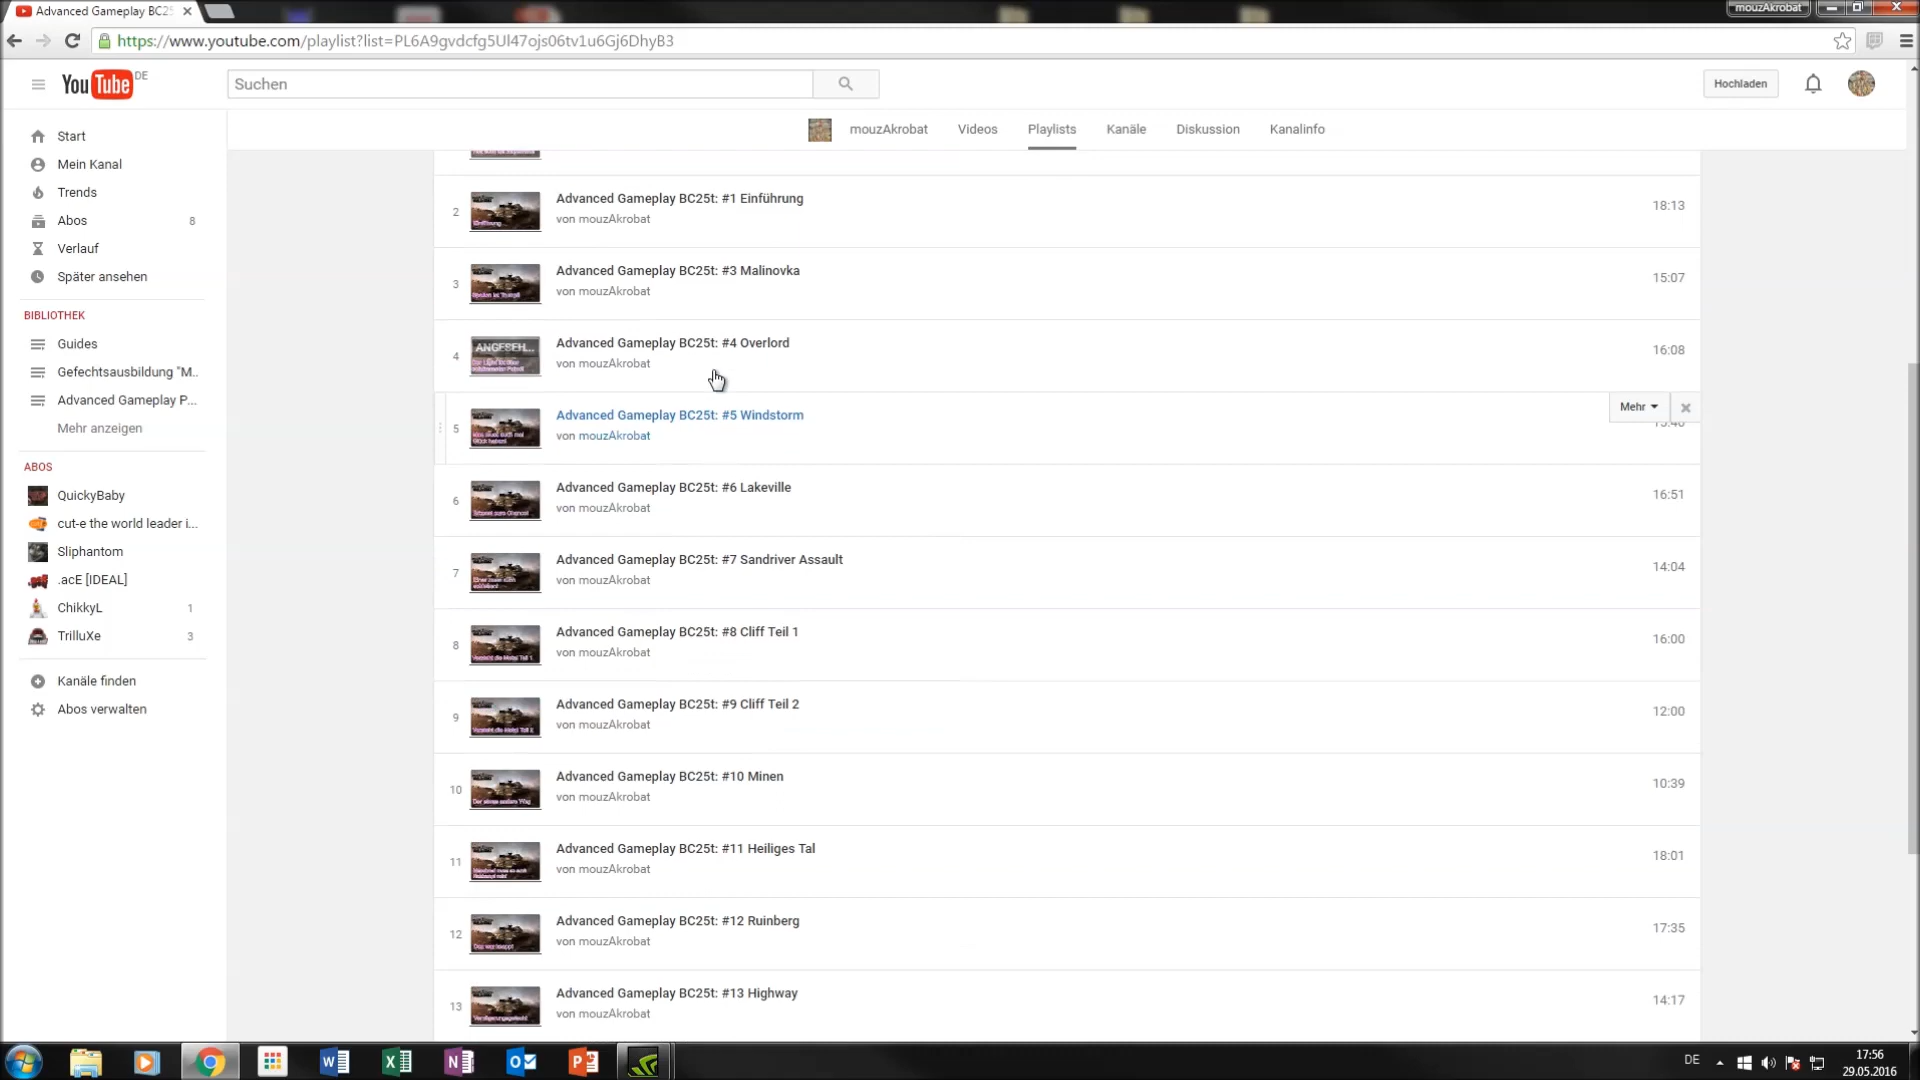 Advanced Gameplay BC25
mouzAkrobat
https://www.youtube.com/playlist?list=PL6A9gvdcfg5Ul47ojs06tv1u6Gj6DhyB3
YouTube DE
Suchen
Hochladen
mouzAkrobat Videos Playlists Kanäle Diskussion Kanalinfo
Start
Mein Kanal
Trends
Abos 8
Verlauf
Später ansehen
BIBLIOTHEK
Guides
Gefechtsausbildung "M..
Advanced Gameplay P...
Mehr anzeigen
ABOS
QuickyBaby
cut-e the world leader i...
Sliphantom
.acE [IDEAL]
ChikkyL 1
TrilluXe 3
Kanäle finden
Abos verwalten
2 Advanced Gameplay BC25t: #1 Einführung 18:13
von mouzAkrobat
3 Advanced Gameplay BC25t: #3 Malinovka 15:07
von mouzAkrobat
4 ANGESEH... Advanced Gameplay BC25t: #4 Overlord 16:08
von mouzAkrobat
5 Advanced Gameplay BC25t: #5 Windstorm Mehr
von mouzAkrobat
6 Advanced Gameplay BC25t: #6 Lakeville 16:51
von mouzAkrobat
7 Advanced Gameplay BC25t: #7 Sandriver Assault 14:04
von mouzAkrobat
8 Advanced Gameplay BC25t: #8 Cliff Teil 1 16:00
von mouzAkrobat
9 Advanced Gameplay BC25t: #9 Cliff Teil 2 12:00
von mouzAkrobat
10 Advanced Gameplay BC25t: #10 Minen 10:39
von mouzAkrobat
11 Advanced Gameplay BC25t: #11 Heiliges Tal 18:01
von mouzAkrobat
12 Advanced Gameplay BC25t: #12 Ruinberg 17:35
von mouzAkrobat
13 Advanced Gameplay BC25t: #13 Highway 14:17
von mouzAkrobat
DE
17:56
29.05.2016